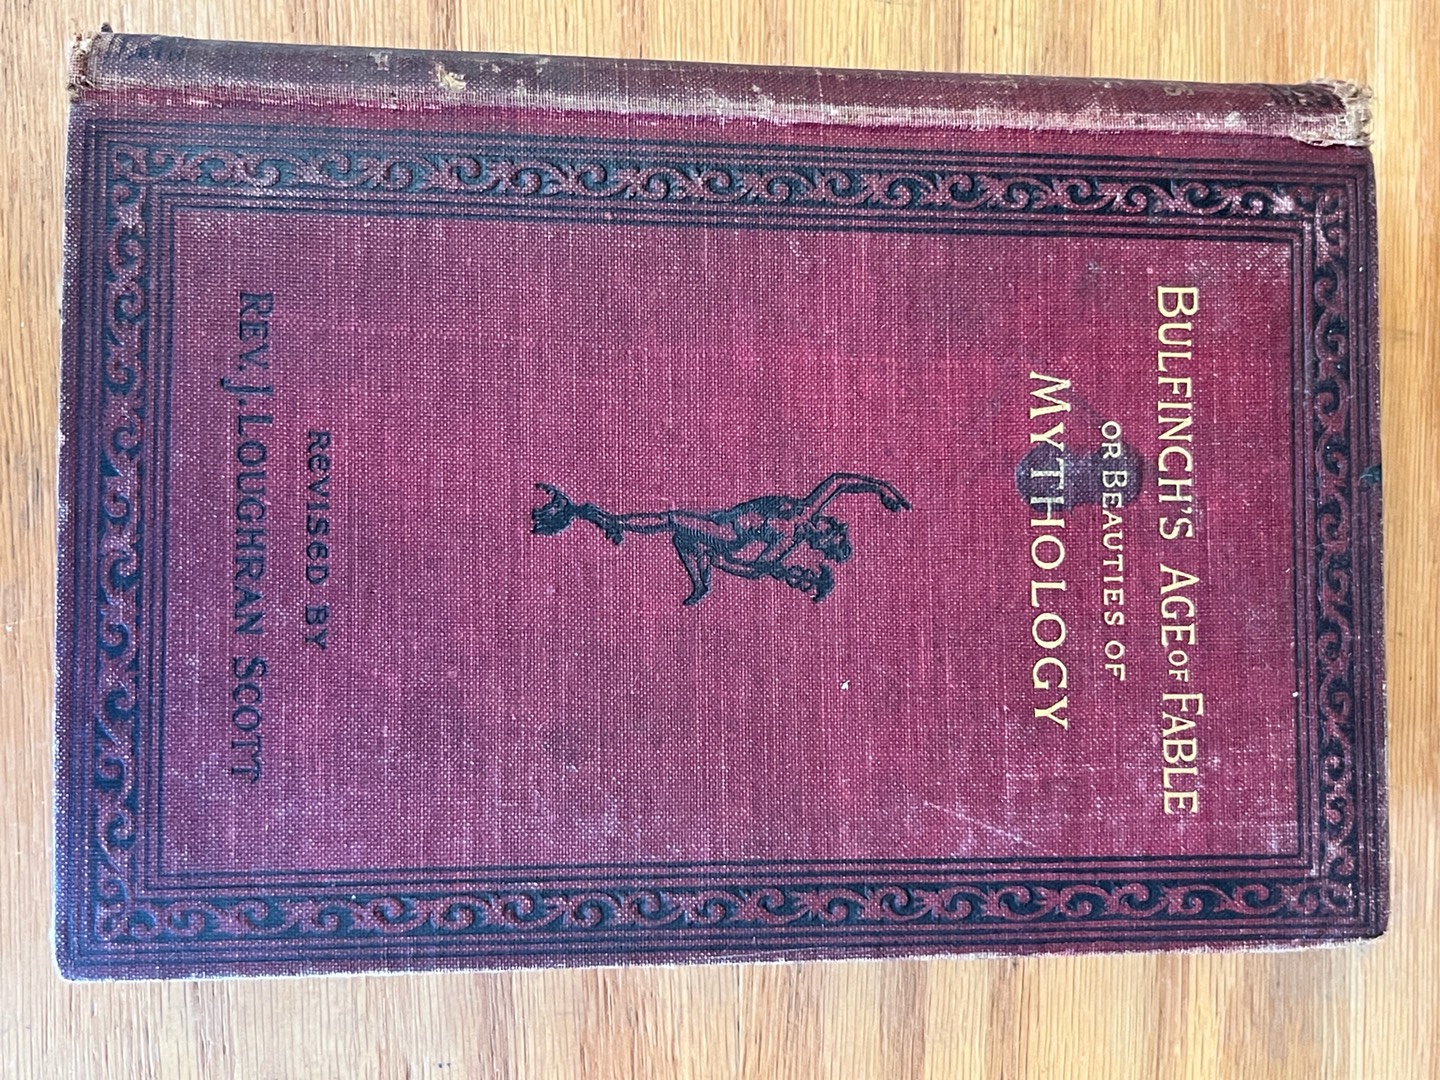 BULFINCH'S AGE OF FABLE
OR BEAUTIES OF
MYTHOLOGY
REVISED BY
REV. J. LOUGHRAN SCOTT